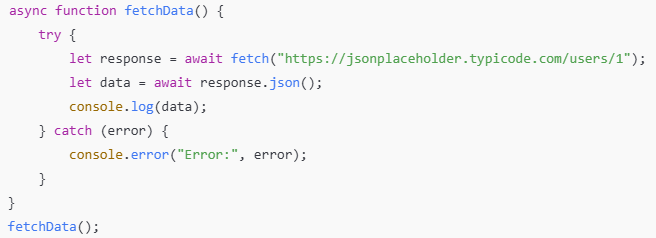 async function fetchData() {
    try {
        let response = await fetch("https://jsonplaceholder.typicode.com/users/1");
        let data = await response.json();
        console.log(data);
    } catch (error) {
        console.error("Error:", error);
    }
}
fetchData();